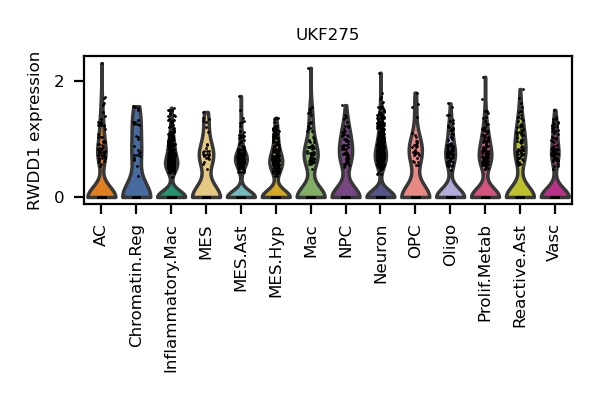 UKF275
RWDD1 expression
2
0
AC
Chromatin.Reg
Inflammatory.Mac
MES
MES.Ast
MES.Hyp
Mac
NPC
Neuron
OPC
Oligo
Prolif.Metab
Reactive.Ast
Vasc